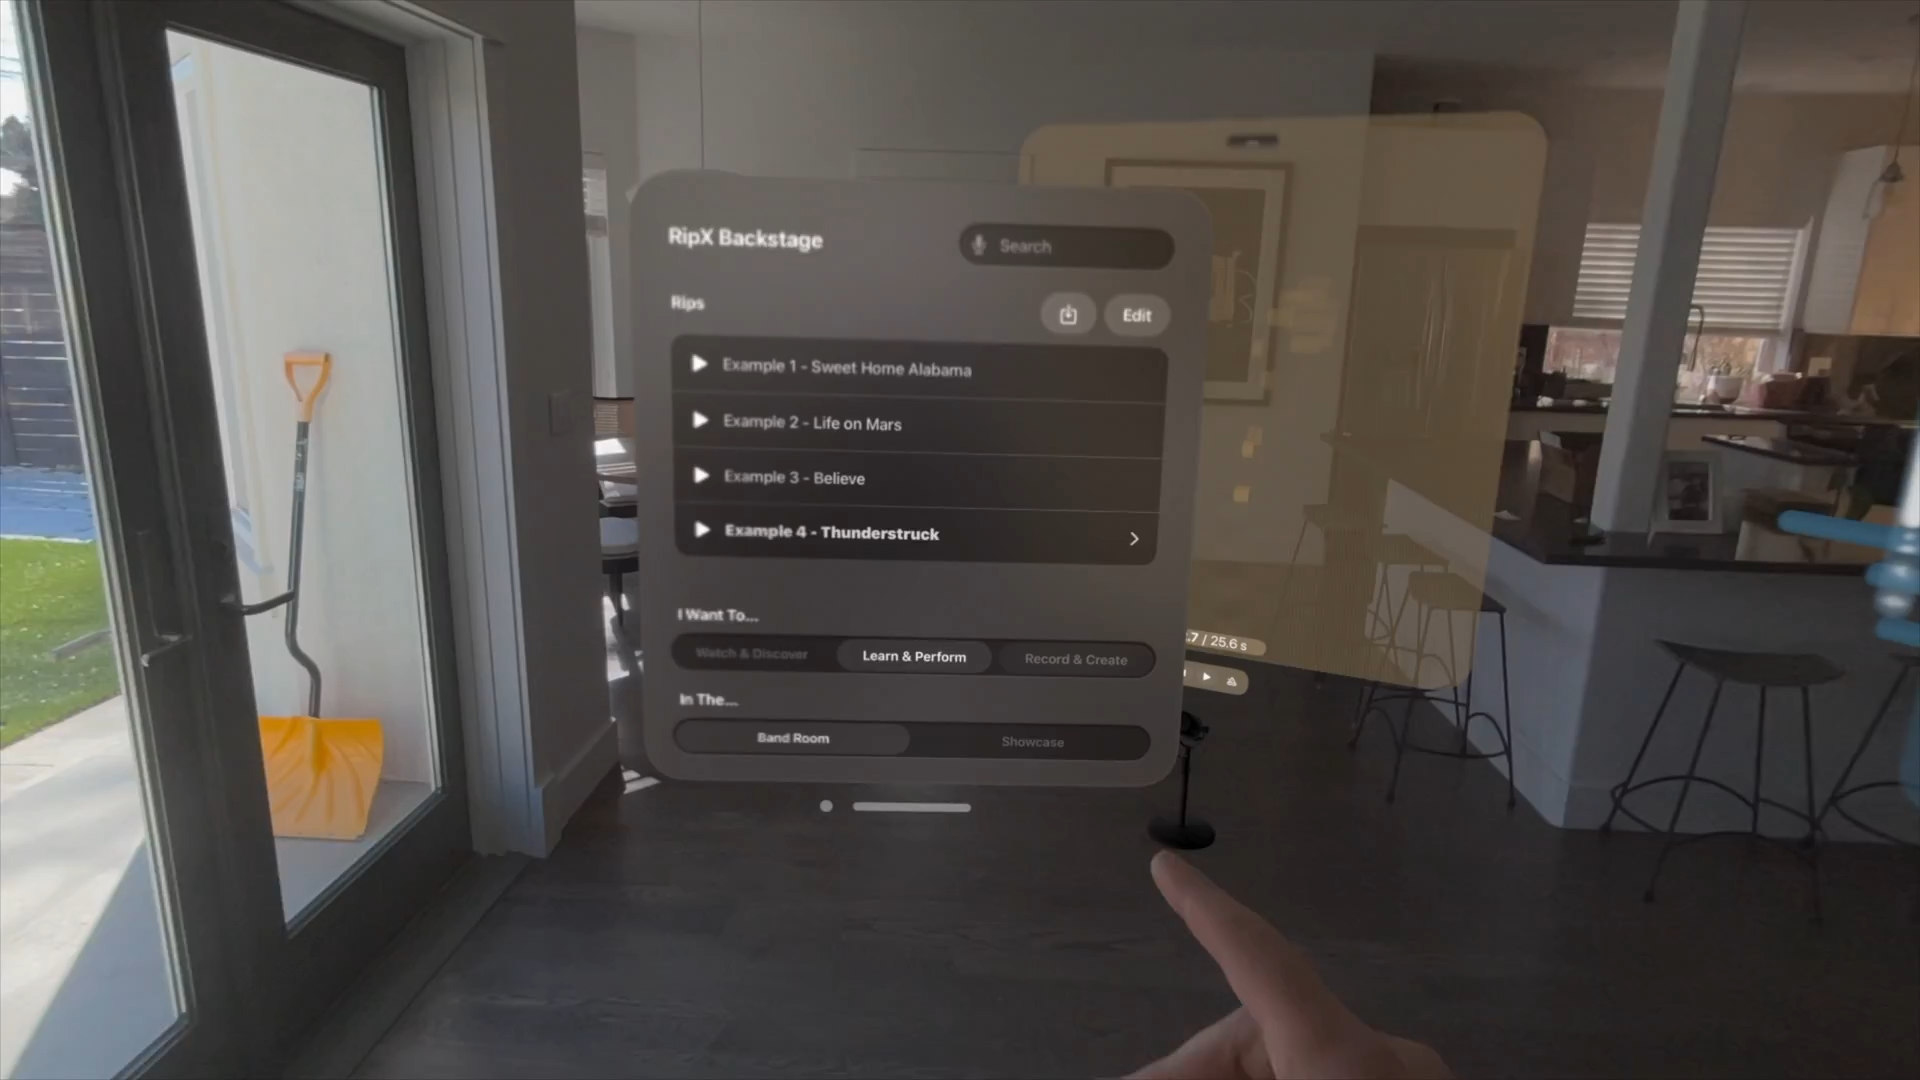 RipX Backstage
Search
Rips
Edit
Example 1 - Sweet Home Alabama
Example 2 - Life on Mars
Example 3 - Believe
Example 4 - Thunderstruck
I Want To...
Watch & Discover
Learn & Perform
Record & Create
.7 / 25.6 s
In The...
Band Room
Showcase